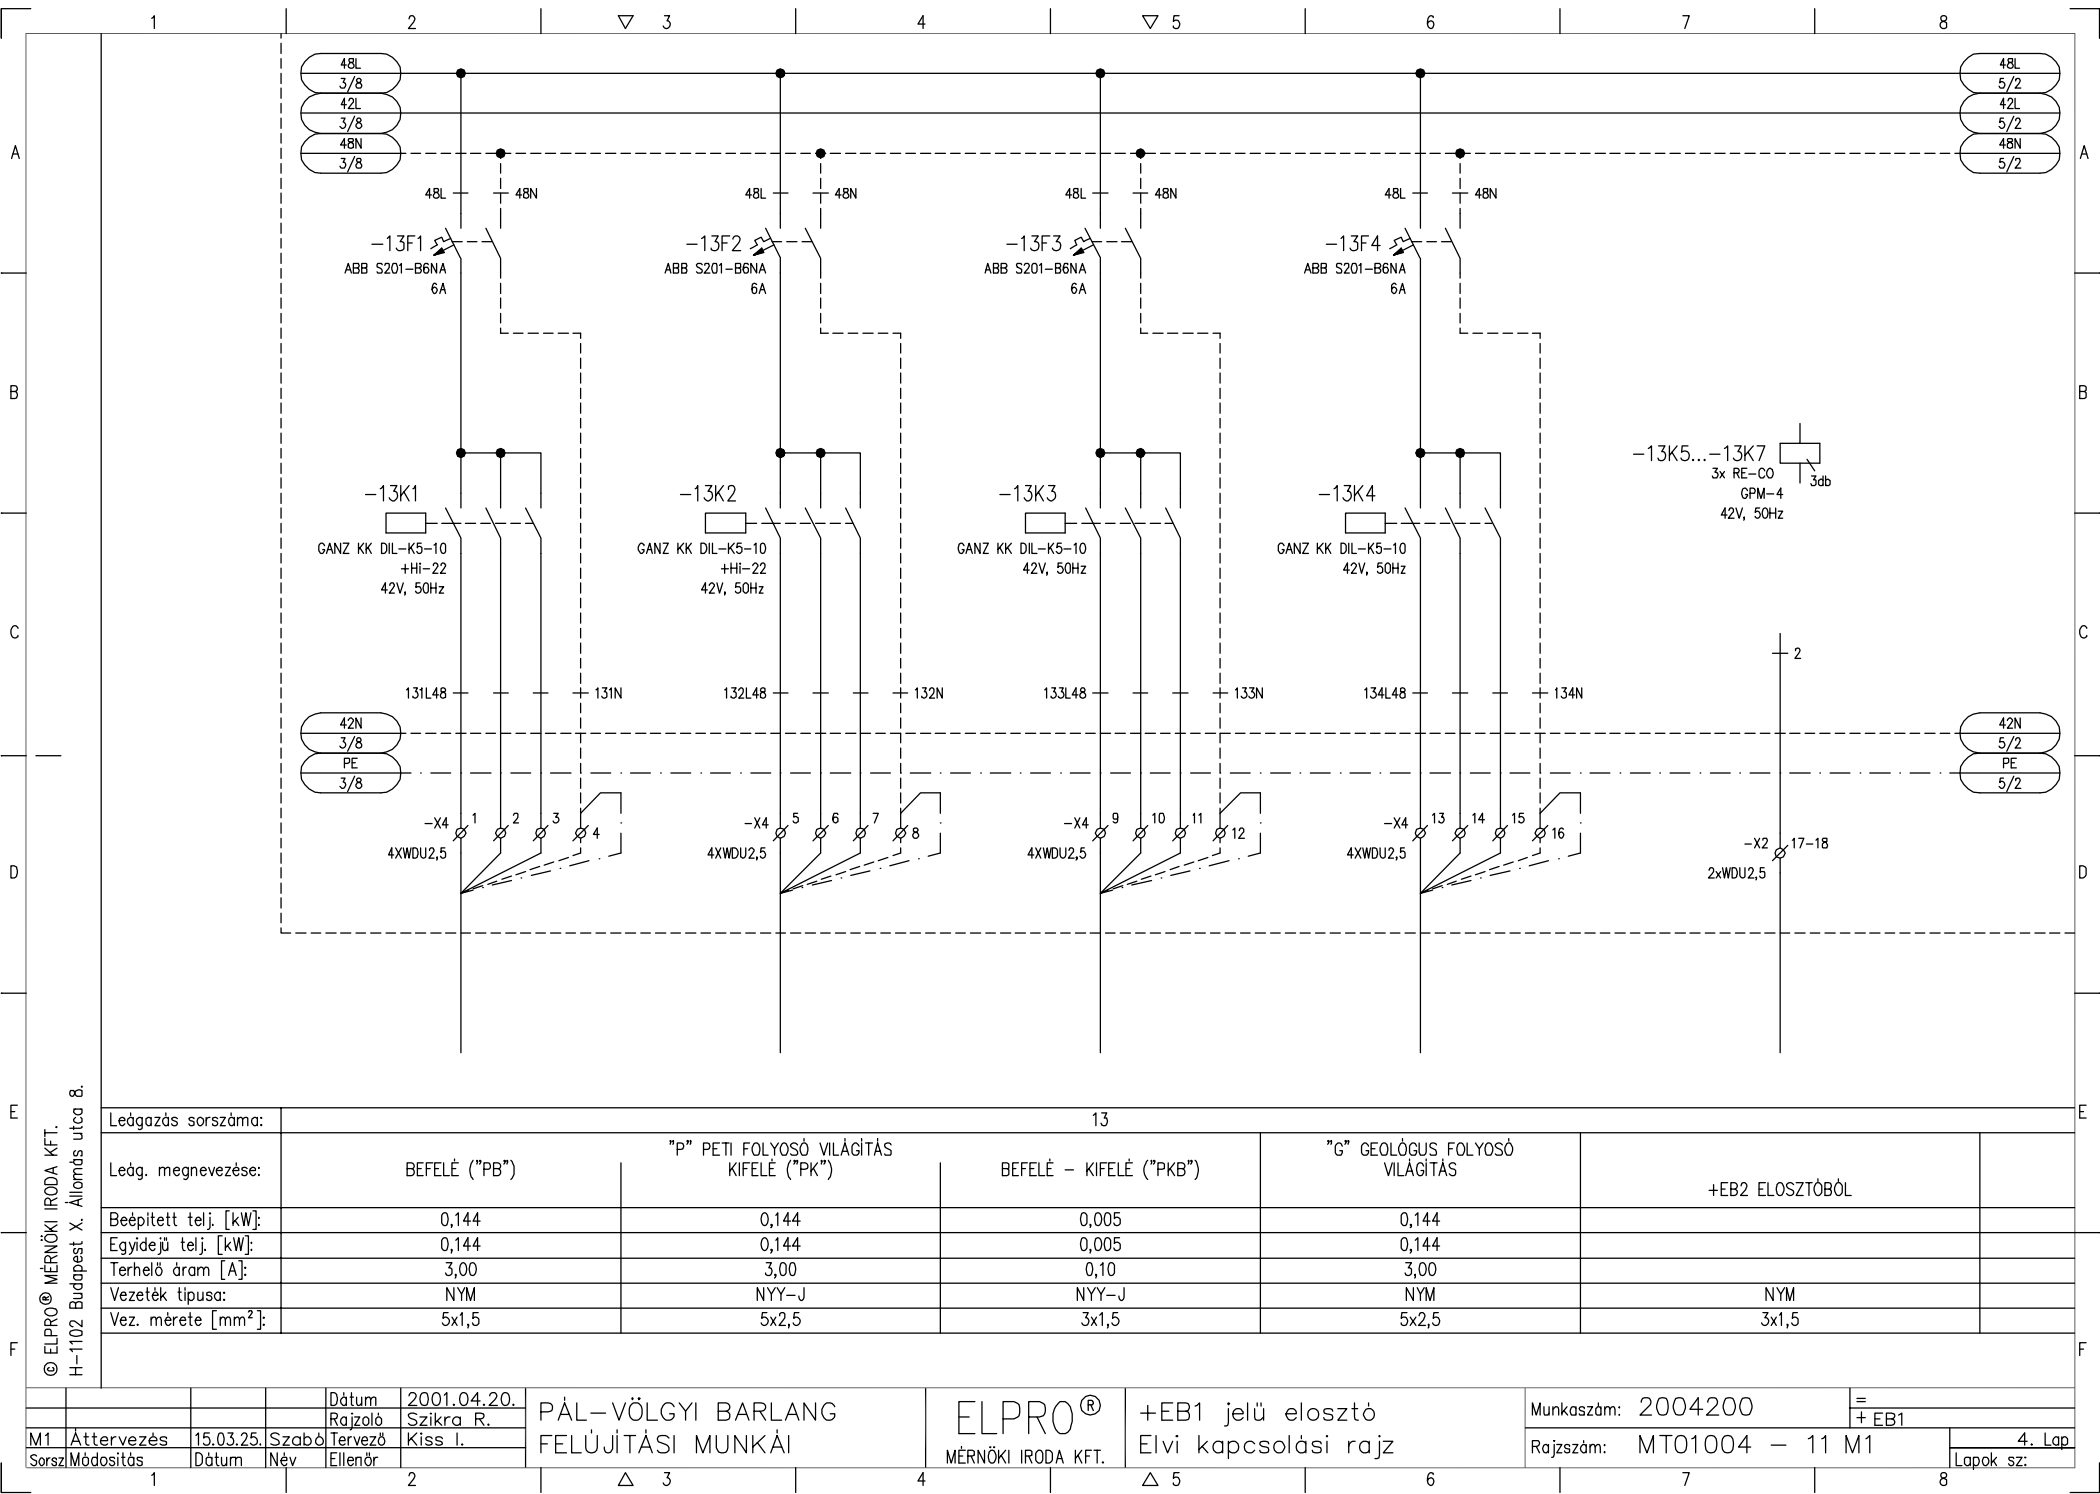 1 2 3 4 5 6 7 8
A A
B B
C C
D D
E E
F F
48L 3/8
42L 3/8
48N 3/8
48L 5/2
42L 5/2
48N 5/2
48L 48N 48L 48N 48L 48N 48L 48N
-13F1
ABB S201-B6NA
6A
-13F2
ABB S201-B6NA
6A
-13F3
ABB S201-B6NA
6A
-13F4
ABB S201-B6NA
6A
-13K1
GANZ KK DIL-K5-10
+Hi-22
42V, 50Hz
-13K2
GANZ KK DIL-K5-10
+Hi-22
42V, 50Hz
-13K3
GANZ KK DIL-K5-10
42V, 50Hz
-13K4
GANZ KK DIL-K5-10
42V, 50Hz
-13K5...-13K7
3x RE-CO
GPM-4
42V, 50Hz
3db
2
131L48 131N 132L48 132N 133L48 133N 134L48 134N
42N 3/8
PE 3/8
42N 5/2
PE 5/2
-X4 1 2 3 4
4XWDU2,5
-X4 5 6 7 8
4XWDU2,5
-X4 9 10 11 12
4XWDU2,5
-X4 13 14 15 16
4XWDU2,5
-X2 17-18
2xWDU2,5
© ELPRO® MÉRNÖKI IRODA KFT.
H-1102 Budapest X. Állomás utca 8.
Leágazás sorszáma: 13
Leág. megnevezése:
"P" PETI FOLYOSÓ VILÁGÍTÁS
BEFELÉ ("PB") KIFELÉ ("PK") BEFELÉ - KIFELÉ ("PKB")
"G" GEOLÓGUS FOLYOSÓ
VILÁGÍTÁS
+EB2 ELOSZTÓBÓL
Beépített telj. [kW]: 0,144 0,144 0,005 0,144
Egyidejű telj. [kW]: 0,144 0,144 0,005 0,144
Terhelő áram [A]: 3,00 3,00 0,10 3,00
Vezeték típusa: NYM NYY-J NYY-J NYM NYM
Vez. mérete [mm²]: 5x1,5 5x2,5 3x1,5 5x2,5 3x1,5
Dátum 2001.04.20.
Rajzoló Szikra R.
M1 Áttervezés 15.03.25. Szabó Tervező Kiss I.
Sorsz Módosítás Dátum Név Ellenőr
PÁL-VÖLGYI BARLANG
FELÚJÍTÁSI MUNKÁI
ELPRO®
MÉRNÖKI IRODA KFT.
+EB1 jelű elosztó
Elvi kapcsolási rajz
Munkaszám: 2004200
Rajzszám: MT01004 - 11 M1
=
+ EB1
4. Lap
Lapok sz:
1 2 3 4 5 6 7 8